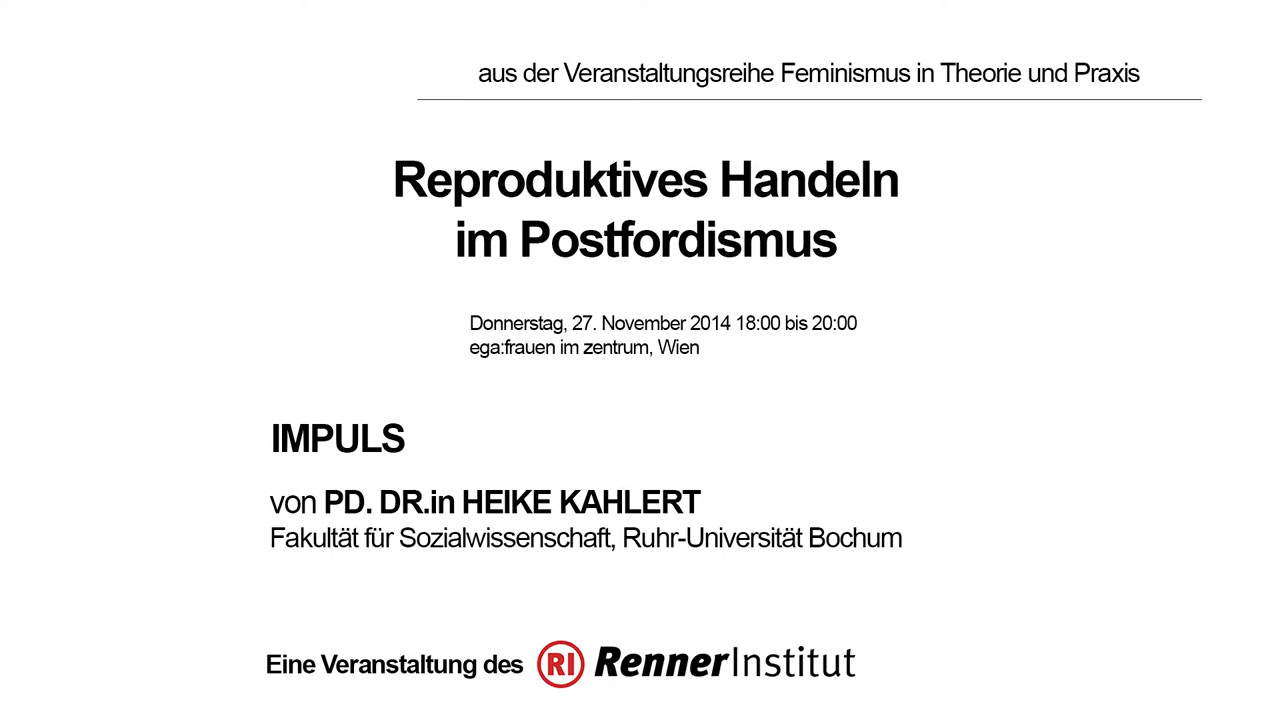 aus der Veranstaltungsreihe Feminismus in Theorie und Praxis
Reproduktives Handeln
im Postfordismus
Donnerstag, 27. November 2014 18:00 bis 20:00
ega:frauen im zentrum, Wien
IMPULS
von PD. DR.in HEIKE KAHLERT
Fakultät für Sozialwissenschaft, Ruhr-Universität Bochum
Eine Veranstaltung des RI RennerInstitut